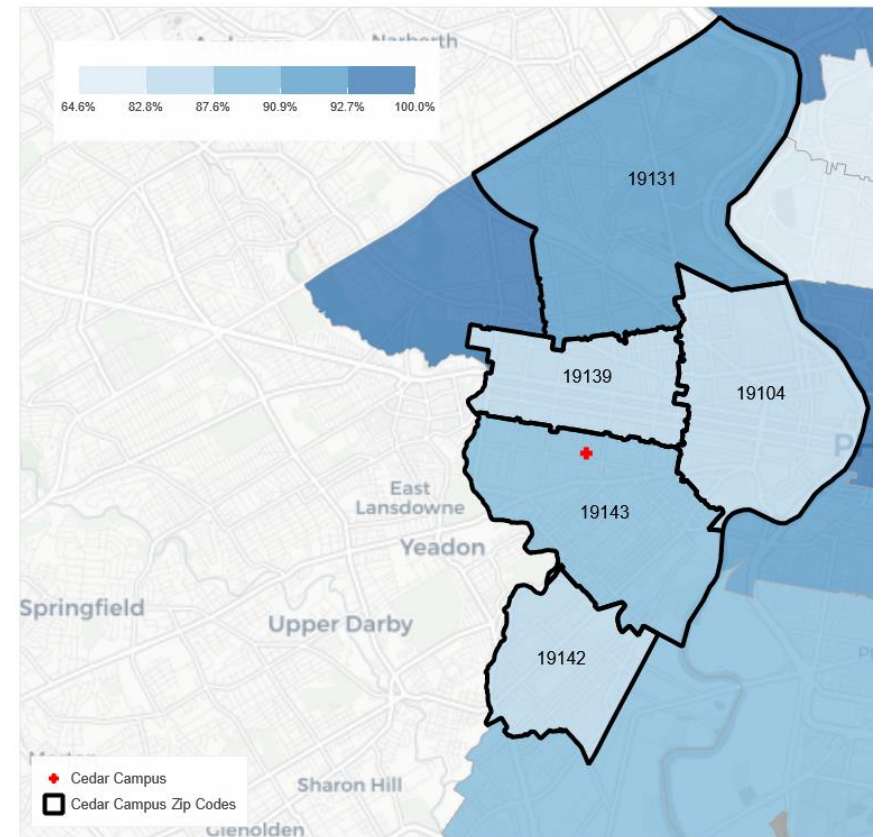 Narberth
64.6% 82.8% 87.6% 90.9% 92.7% 100.0%
19131
19139
19104
East
Lansdowne
19143
Yeadon
Springfield
Upper Darby
19142
Cedar Campus
Sharon Hill
Cedar Campus Zip Codes
Glenolden